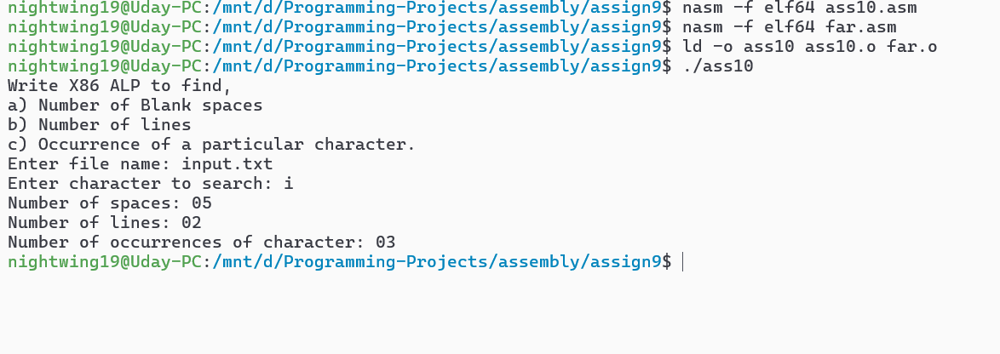 nightwing19@Uday-PC:/mnt/d/Programming-Projects/assembly/assign9$ nasm -f elf64 ass10.asm
nightwing19@Uday-PC:/mnt/d/Programming-Projects/assembly/assign9$ nasm -f elf64 far.asm
nightwing19@Uday-PC:/mnt/d/Programming-Projects/assembly/assign9$ ld -o ass10 ass10.o far.o
nightwing19@Uday-PC:/mnt/d/Programming-Projects/assembly/assign9$ ./ass10
Write X86 ALP to find,
a) Number of Blank spaces
b) Number of lines
c) Occurrence of a particular character.
Enter file name: input.txt
Enter character to search: i
Number of spaces: 05
Number of lines: 02
Number of occurrences of character: 03
nightwing19@Uday-PC:/mnt/d/Programming-Projects/assembly/assign9$